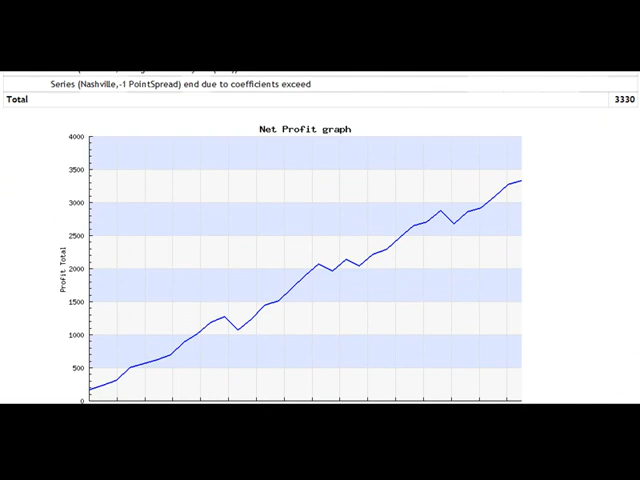 Series (Nashville,-1 PointSpread) end due to coefficients exceed
Total 3330
Net Profit graph
4000
3500
3000
2500
2000
1500
1000
500
0
Profit Total